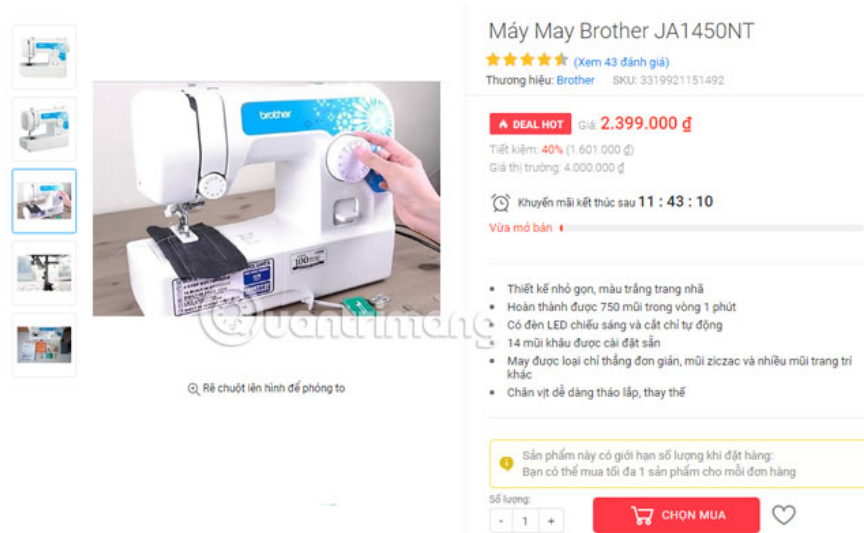 Máy May Brother JA1450NT
(Xem 43 đánh giá)
Thương hiệu: Brother SKU: 3319921151492
DEAL HOT Giá: 2.399.000 ₫
Tiết kiệm: 40% (1.601.000 ₫)
Giá thị trường: 4.000.000 ₫
Khuyến mãi kết thúc sau 11 : 43 : 10
Vừa mở bán
Thiết kế nhỏ gọn, màu trắng trang nhã
Hoàn thành được 750 mũi trong vòng 1 phút
Có đèn LED chiếu sáng và cắt chỉ tự động
14 mũi khâu được cài đặt sẵn
May được loại chỉ thẳng đơn giản, mũi ziczac và nhiều mũi trang trí
khác
Chân vịt dễ dàng tháo lắp, thay thế
Sản phẩm này có giới hạn số lượng khi đặt hàng:
Bạn có thể mua tối đa 1 sản phẩm cho mỗi đơn hàng
Số lượng:
- 1 +
CHỌN MUA
brother
100
Quantrimang
Rê chuột lên hình để phóng to